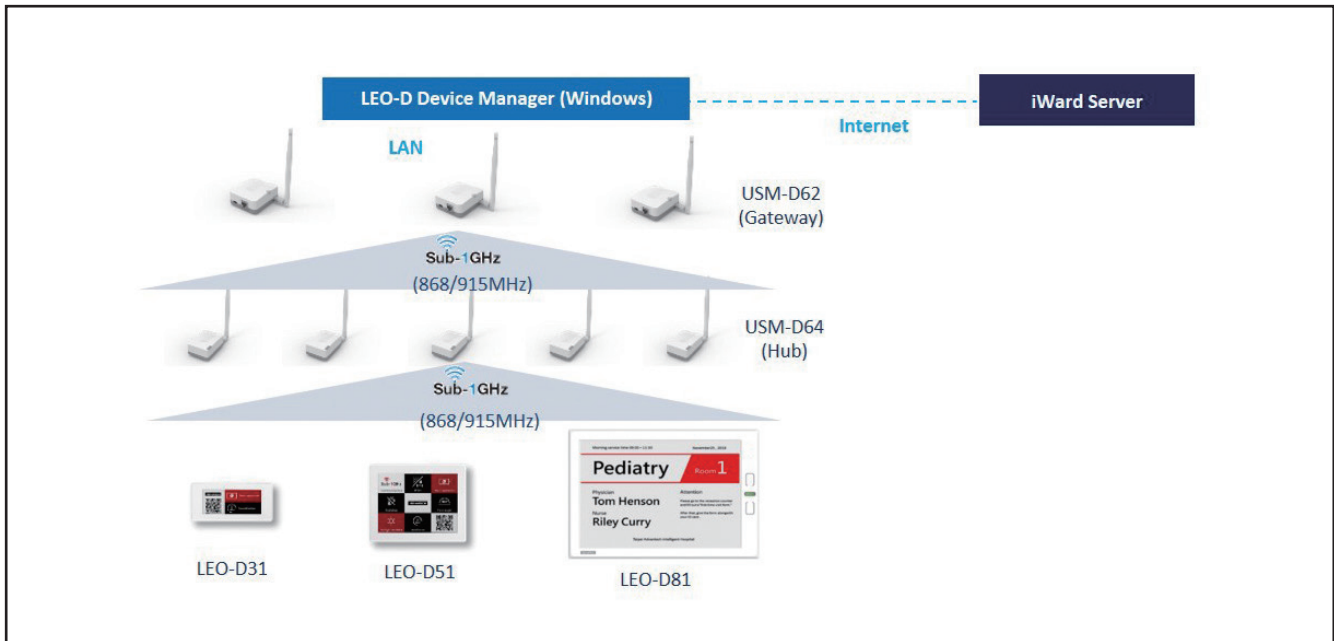 LEO-D Device Manager (Windows)
iWard Server
Internet
LAN
USM-D62
(Gateway)
Sub-1GHz
(868/915MHz)
USM-D64
(Hub)
Sub-1GHz
(868/915MHz)
Pediatry
Room 1
Physician
Tom Henson
Nurse
Riley Curry
Attention
LEO-D31
LEO-D51
LEO-D81